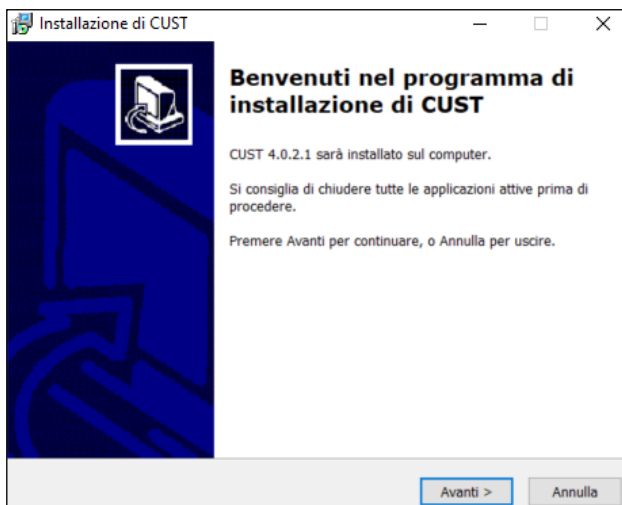 Installazione di CUST
Benvenuti nel programma di
installazione di CUST
CUST 4.0.2.1 sarà installato sul computer.
Si consiglia di chiudere tutte le applicazioni attive prima di
procedere.
Premere Avanti per continuare, o Annulla per uscire.
Avanti >
Annulla